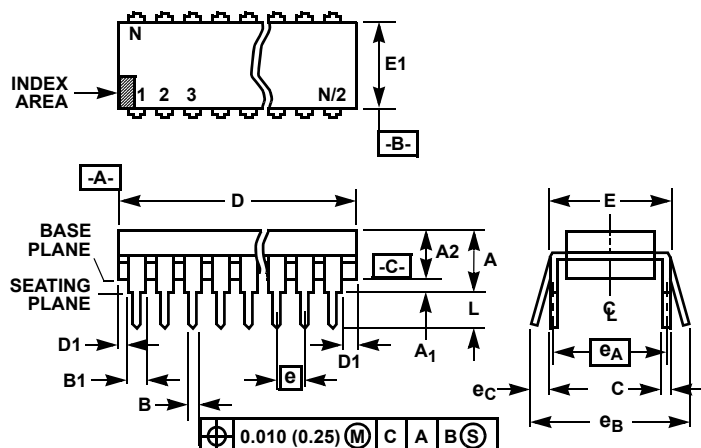 N
E1
INDEX
AREA
1 2 3 N/2
-B-
-A-
D
E
BASE
PLANE
A2
A
-C-
SEATING
PLANE
L
C
L
D1
A1
D1
eA
B1
e
eC
C
B
eB
0.010 (0.25) M C A B S